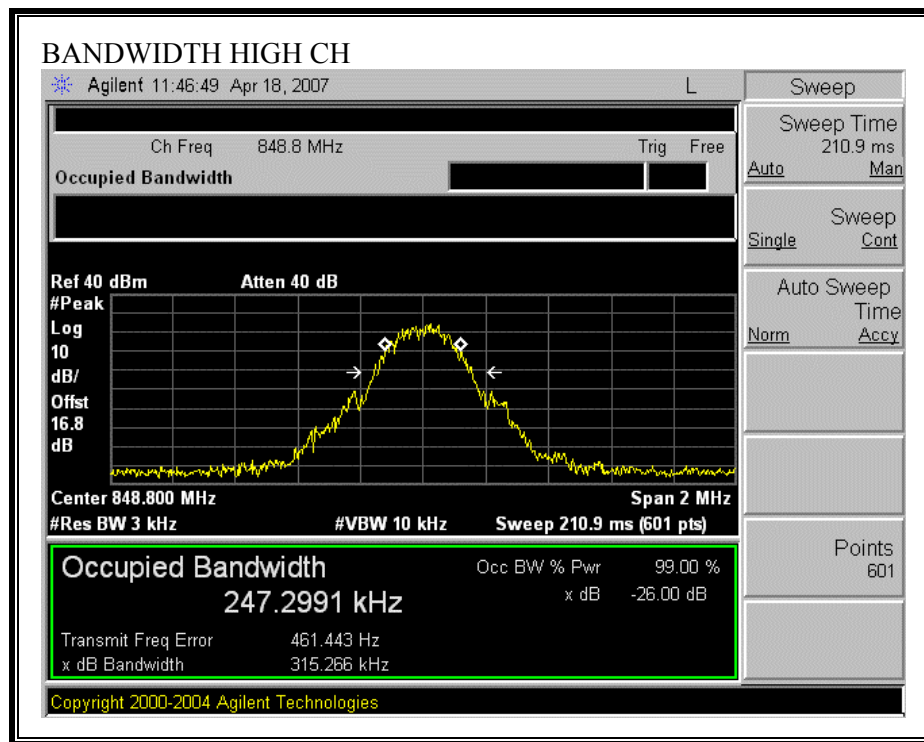 BANDWIDTH HIGH CH
Agilent 11:46:49 Apr 18, 2007 L
Sweep
Ch Freq 848.8 MHz Trig Free
Occupied Bandwidth
Sweep Time
210.9 ms
Auto Man
Sweep
Single Cont
Auto Sweep
Time
Norm Accy
Ref 40 dBm Atten 40 dB
#Peak
Log
10
dB/
Offst
16.8
dB
Center 848.800 MHz Span 2 MHz
#Res BW 3 kHz #VBW 10 kHz Sweep 210.9 ms (601 pts)
Points
601
Occupied Bandwidth Occ BW % Pwr 99.00 %
247.2991 kHz x dB -26.00 dB
Transmit Freq Error 461.443 Hz
x dB Bandwidth 315.266 kHz
Copyright 2000-2004 Agilent Technologies